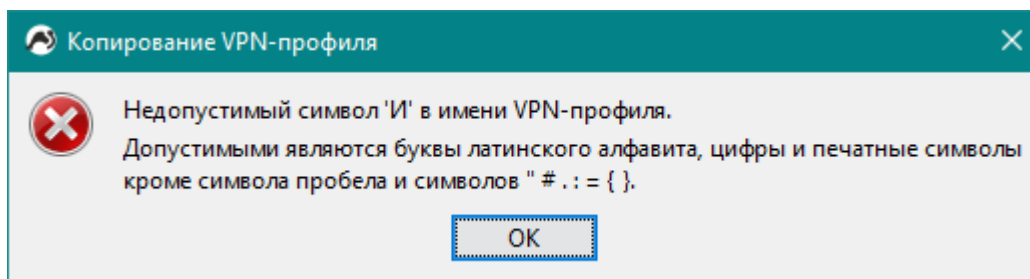 Копирование VPN-профиля
Недопустимый символ 'И' в имени VPN-профиля.
Допустимыми являются буквы латинского алфавита, цифры и печатные символы
кроме символа пробела и символов " # . : = { }.
OK